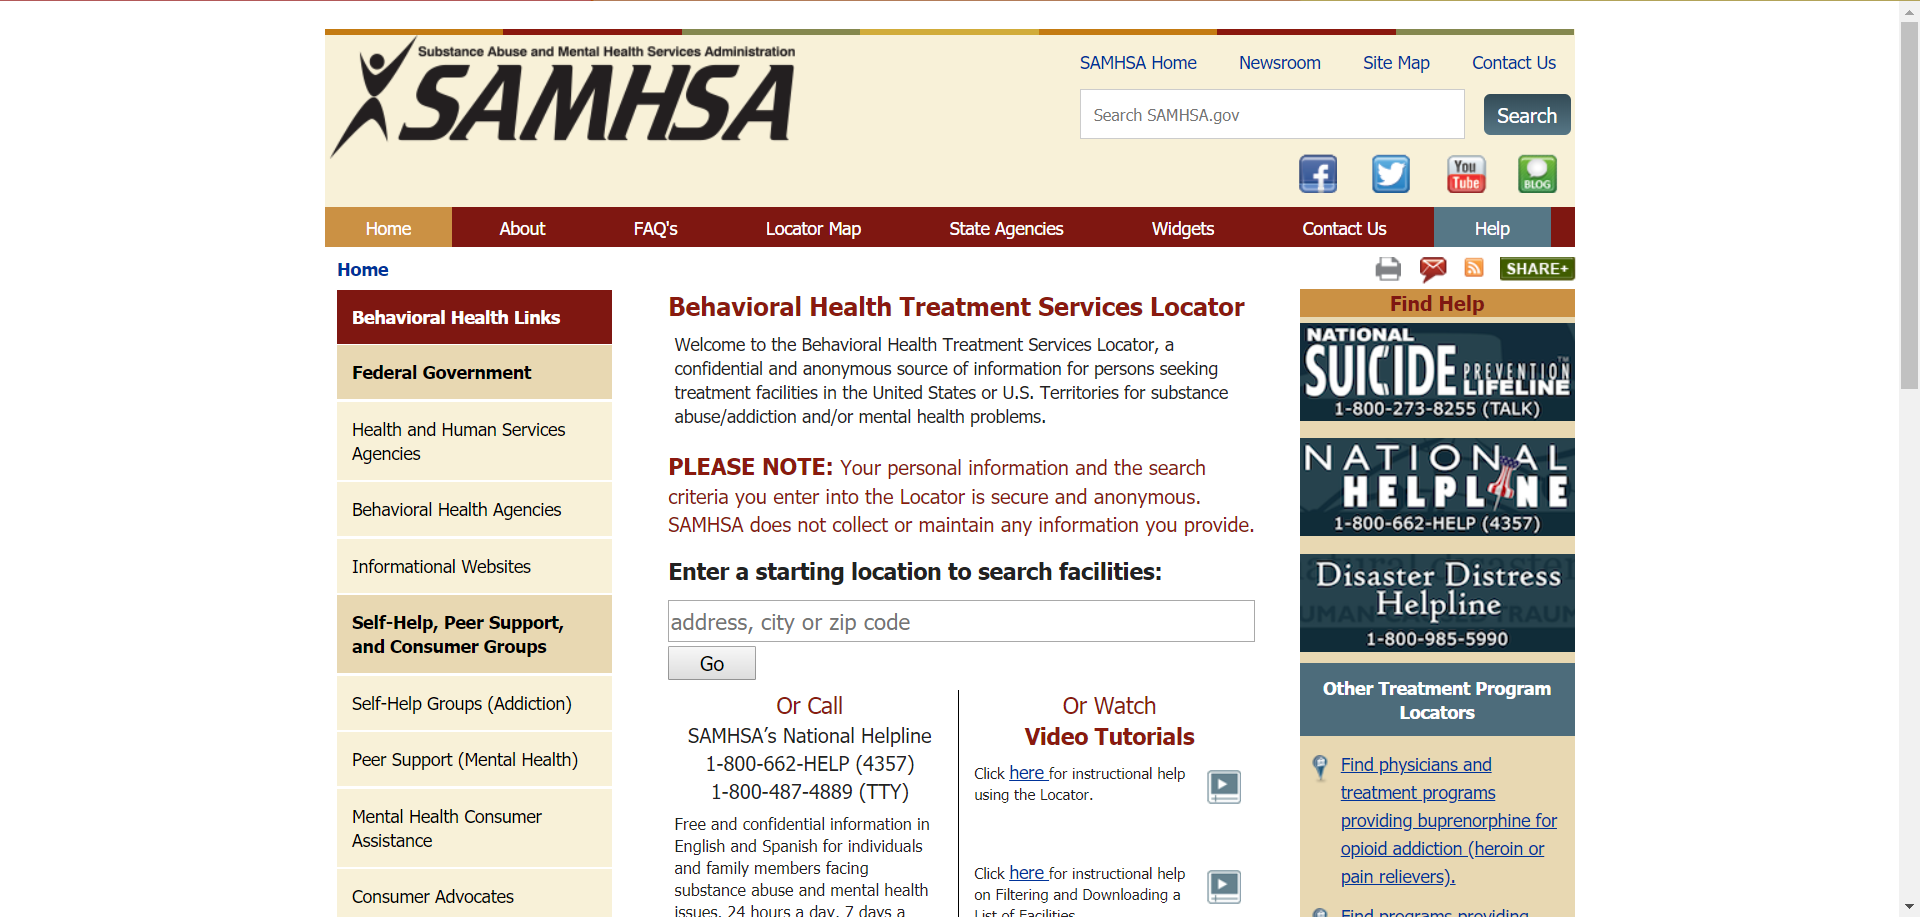 Substance Abuse and Mental Health Services Administration
SAMHSA
SAMHSA Home
Newsroom
Site Map
Contact Us
Search SAMHSA.gov
Search
You
Tube
BLOG
Home
About
FAQ's
Locator Map
State Agencies
Widgets
Contact Us
Help
Home
SHARE+
Behavioral Health Links
Federal Government
Health and Human Services
Agencies
Behavioral Health Agencies
Informational Websites
Self-Help, Peer Support,
and Consumer Groups
Self-Help Groups (Addiction)
Peer Support (Mental Health)
Mental Health Consumer
Assistance
Consumer Advocates
Behavioral Health Treatment Services Locator
Welcome to the Behavioral Health Treatment Services Locator, a
confidential and anonymous source of information for persons seeking
treatment facilities in the United States or U.S. Territories for substance
abuse/addiction and/or mental health problems.
PLEASE NOTE: Your personal information and the search
criteria you enter into the Locator is secure and anonymous.
SAMHSA does not collect or maintain any information you provide.
Enter a starting location to search facilities:
address, city or zip code
Go
Or Call
SAMHSA’s National Helpline
1-800-662-HELP (4357)
1-800-487-4889 (TTY)
Free and confidential information in
English and Spanish for individuals
and family members facing
substance abuse and mental health
issues. 24 hours a day, 7 days a
Or Watch
Video Tutorials
Click here for instructional help
using the Locator.
Click here for instructional help
on Filtering and Downloading a
List of Facilities
Find Help
NATIONAL
SUICIDE PREVENTION
LIFELINE™
1-800-273-8255 (TALK)
NATIONAL
HELPLINE
1-800-662-HELP (4357)
Disaster Distress
Helpline
1-800-985-5990
Other Treatment Program
Locators
Find physicians and
treatment programs
providing buprenorphine for
opioid addiction (heroin or
pain relievers).
Find programs providing